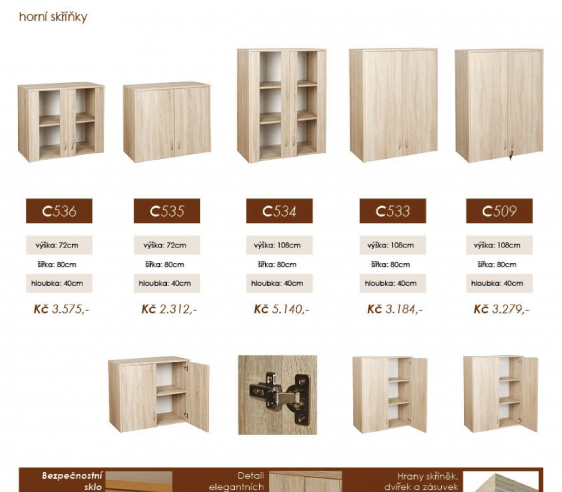 horní skříňky
C536
C535
C534
C533
C509
výška: 72cm
výška: 72cm
výška: 108cm
výška: 108cm
výška: 108cm
šířka: 80cm
šířka: 80cm
šířka: 80cm
šířka: 80cm
šířka: 80cm
hloubka: 40cm
hloubka: 40cm
hloubka: 40cm
hloubka: 40cm
hloubka: 40cm
Kč 3.575,-
Kč 2.312,-
Kč 5.140,-
Kč 3.184,-
Kč 3.279,-
Bezpečnostní
sklo
Detail
elegantních
Hrany skříněk,
dvířek a zásuvek